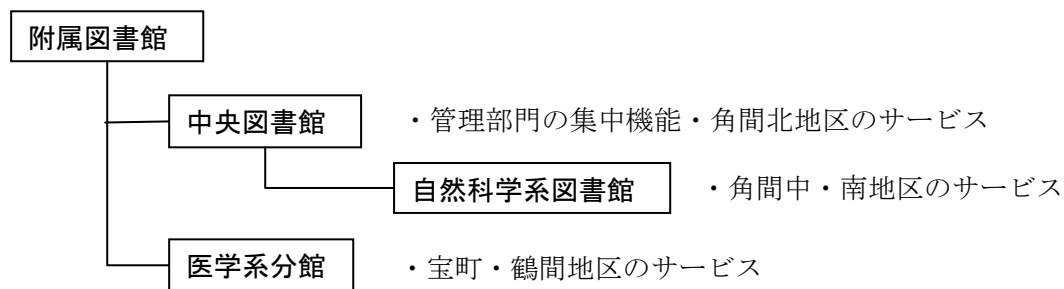 附属図書館
中央図書館 ・管理部門の集中機能・角間北地区のサービス
自然科学系図書館 ・角間中・南地区のサービス
医学系分館 ・宝町・鶴間地区のサービス